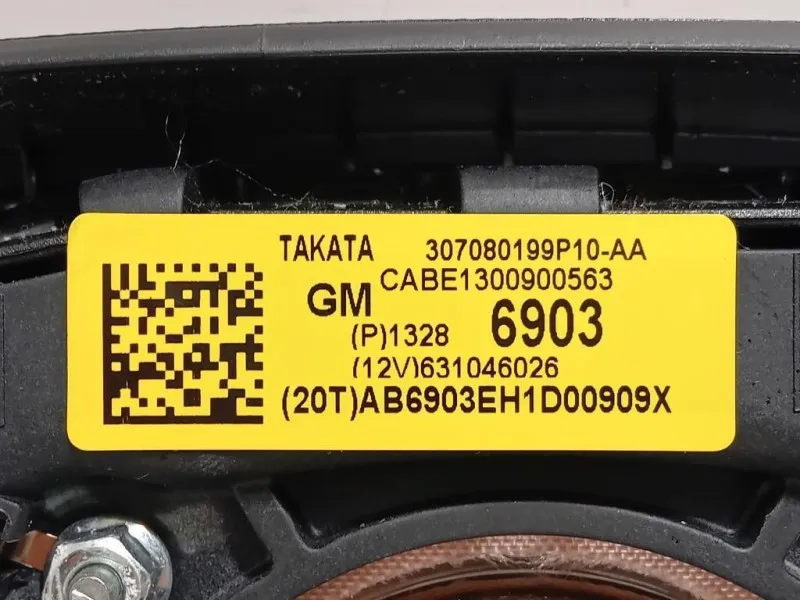 TAKATA 307080199P10-AA
CABE1300900563
GM
(P)1328 6903
(12V)631046026
(20T)AB6903EH1D00909X